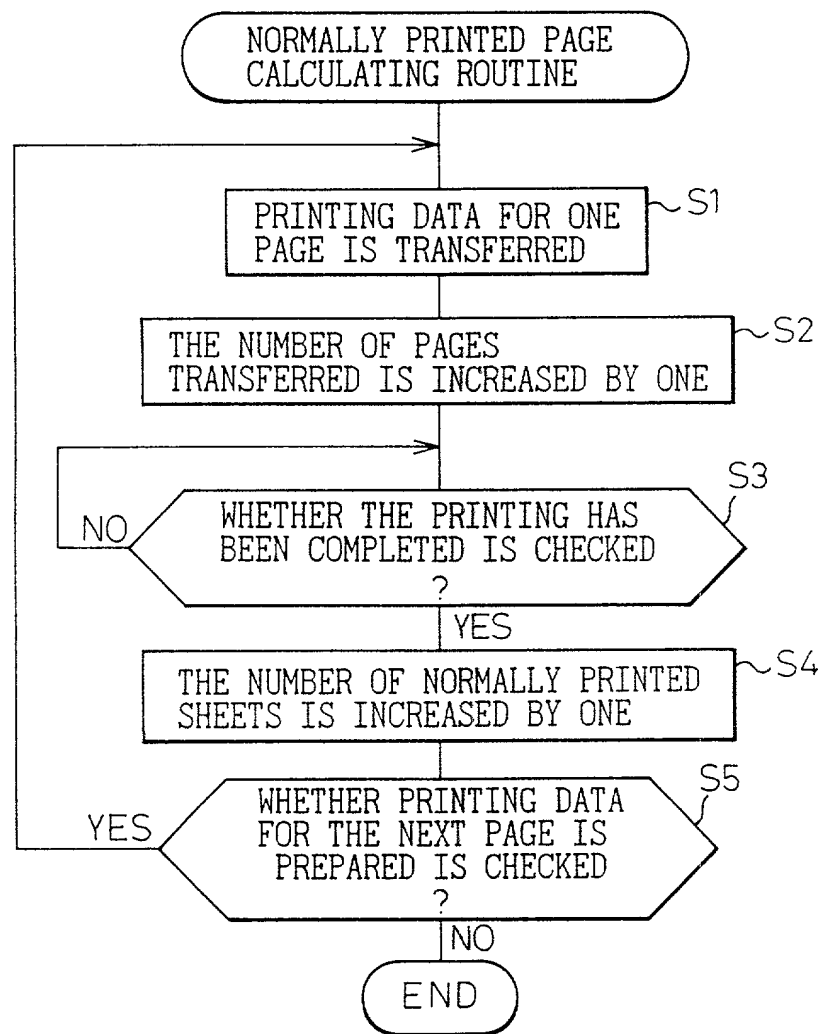 NORMALLY PRINTED PAGE
CALCULATING ROUTINE
PRINTING DATA FOR ONE
PAGE IS TRANSFERRED
S1
THE NUMBER OF PAGES
TRANSFERRED IS INCREASED BY ONE
S2
WHETHER THE PRINTING HAS
BEEN COMPLETED IS CHECKED
?
S3
NO
YES
THE NUMBER OF NORMALLY PRINTED
SHEETS IS INCREASED BY ONE
S4
WHETHER PRINTING DATA
FOR THE NEXT PAGE IS
PREPARED IS CHECKED
?
S5
YES
NO
END